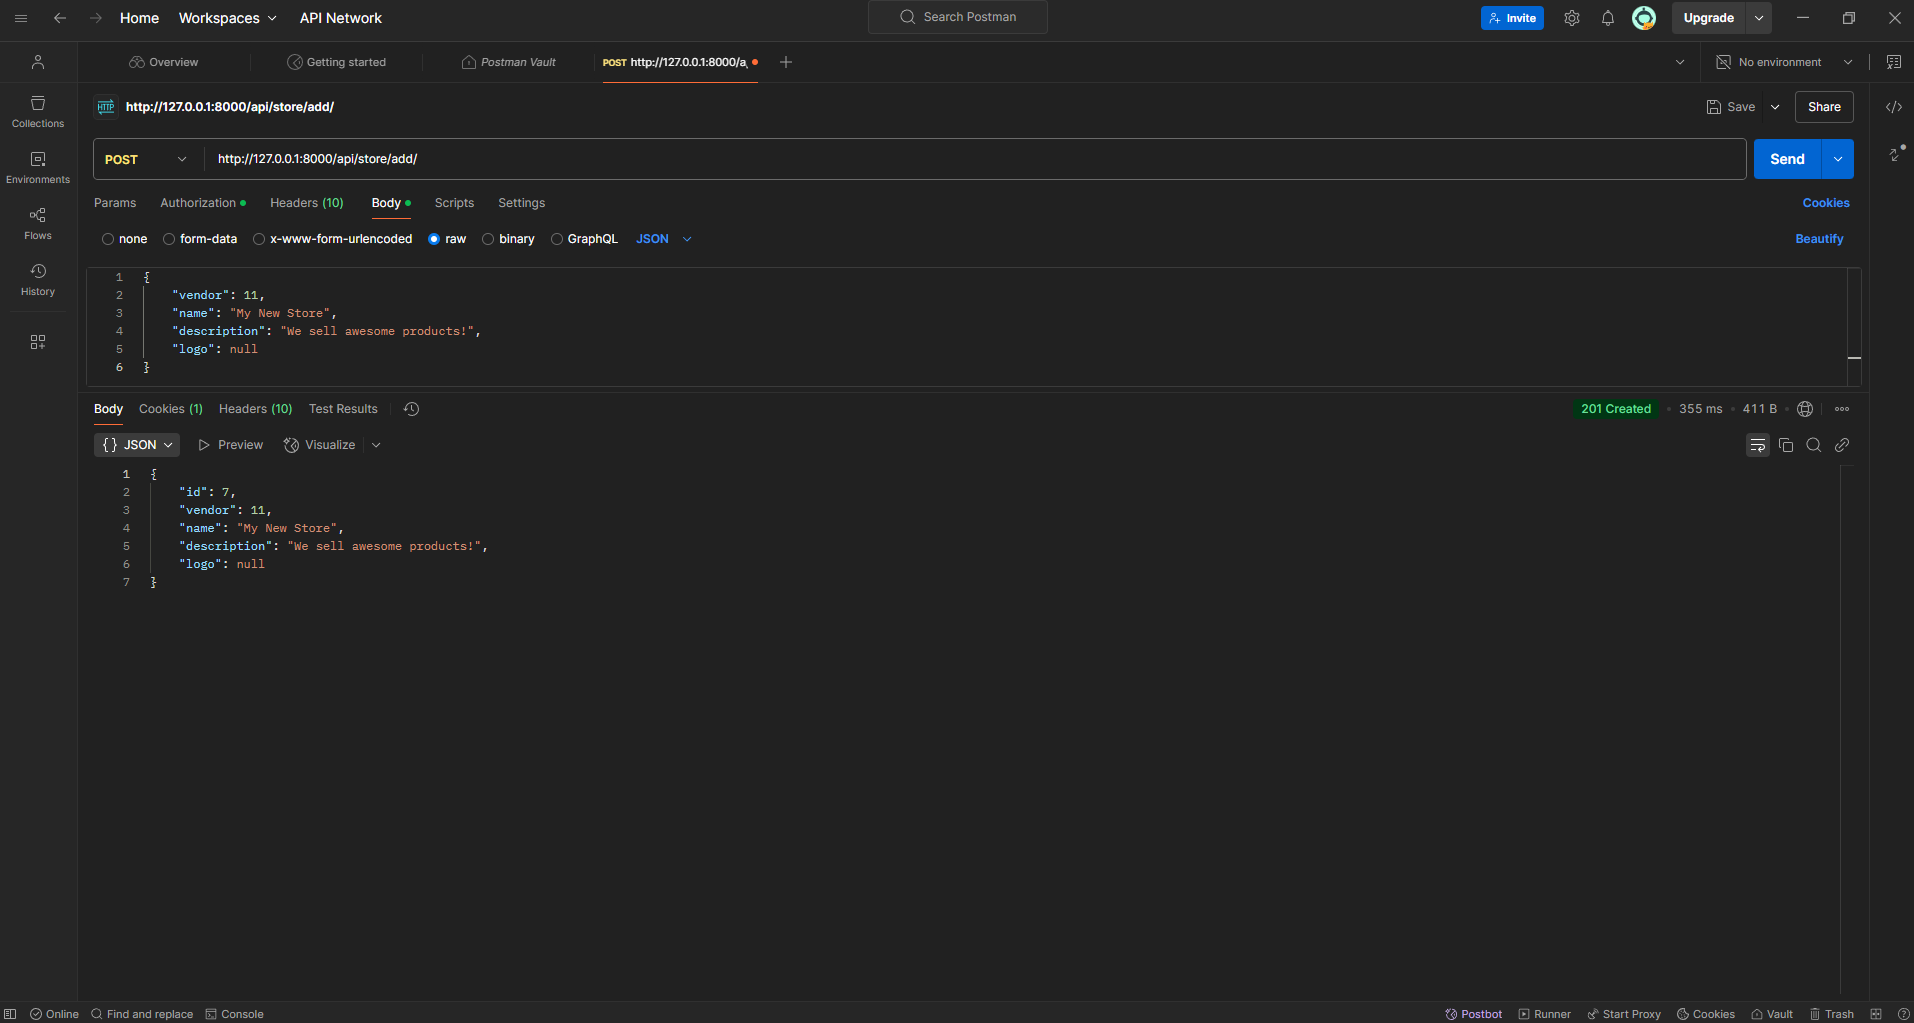 Home Workspaces API Network Search Postman Invite Upgrade
Overview Getting started Postman Vault POST http://127.0.0.1:8000/a No environment
HTTP http://127.0.0.1:8000/api/store/add/ Save Share
Collections
POST http://127.0.0.1:8000/api/store/add/ Send
Environments
Params Authorization Headers (10) Body Scripts Settings Cookies
Flows
none form-data x-www-form-urlencoded raw binary GraphQL JSON Beautify
History
1 {
2 "vendor": 11,
3 "name": "My New Store",
4 "description": "We sell awesome products!",
5 "logo": null
6 }
Body Cookies (1) Headers (10) Test Results 201 Created • 355 ms • 411 B •
{} JSON Preview Visualize
1 {
2 "id": 7,
3 "vendor": 11,
4 "name": "My New Store",
5 "description": "We sell awesome products!",
6 "logo": null
7 }
Online Find and replace Console Postbot Runner Start Proxy Cookies Vault Trash